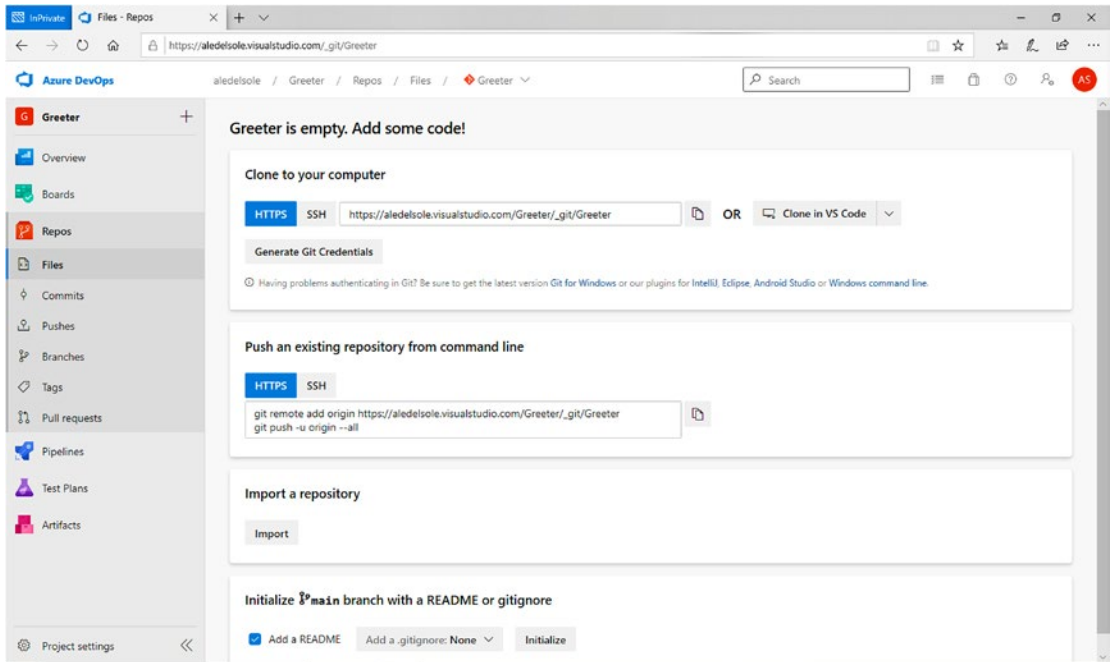 InPrivate Files - Repos
https://aledelsole.visualstudio.com/_git/Greeter
Azure DevOps
aledelsole / Greeter / Repos / Files / Greeter
Search
AS
G Greeter
Overview
Boards
Repos
Files
Commits
Pushes
Branches
Tags
Pull requests
Pipelines
Test Plans
Artifacts
Project settings
Greeter is empty. Add some code!
Clone to your computer
HTTPS SSH https://aledelsole.visualstudio.com/Greeter/_git/Greeter OR Clone in VS Code
Generate Git Credentials
Having problems authenticating in Git? Be sure to get the latest version Git for Windows or our plugins for IntelliJ, Eclipse, Android Studio or Windows command line.
Push an existing repository from command line
HTTPS SSH
git remote add origin https://aledelsole.visualstudio.com/Greeter/_git/Greeter
git push -u origin --all
Import a repository
Import
Initialize main branch with a README or gitignore
Add a README Add a .gitignore: None Initialize